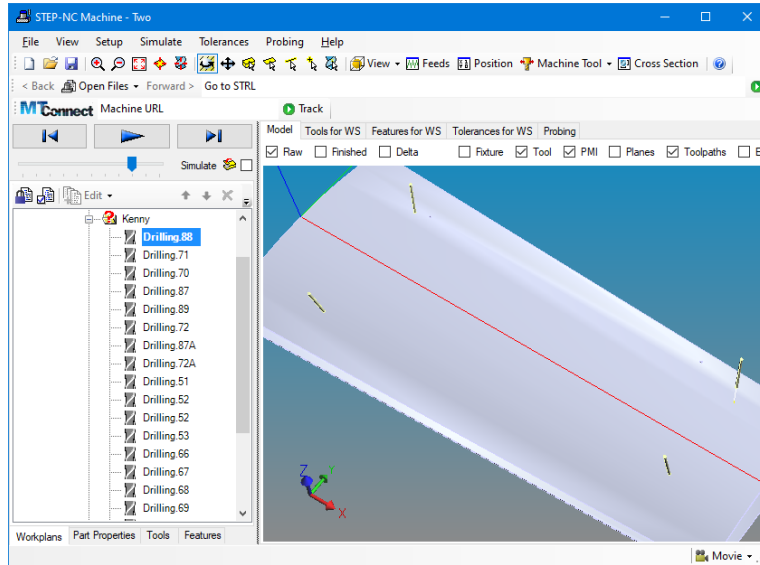 STEP-NC Machine - Two
File View Setup Simulate Tolerances Probing Help
View Feeds Position Machine Tool Cross Section
< Back Open Files Forward > Go to STRL
MTConnect Machine URL Track
Model Tools for WS Features for WS Tolerances for WS Probing
Raw Finished Delta Fixture Tool PMI Planes Toolpaths
Simulate
Edit
Kenny
Drilling.88
Drilling.71
Drilling.70
Drilling.87
Drilling.89
Drilling.72
Drilling.87A
Drilling.72A
Drilling.51
Drilling.52
Drilling.52
Drilling.53
Drilling.66
Drilling.67
Drilling.68
Drilling.69
Z Y
X
Workplans Part Properties Tools Features
Movie